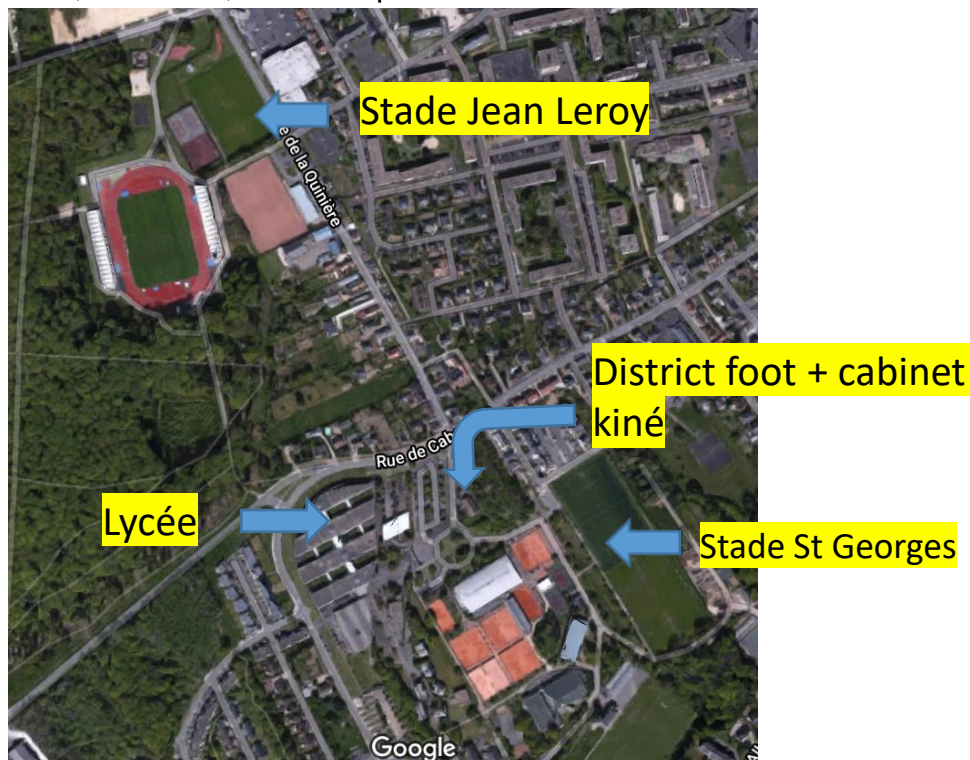 Stade Jean Leroy
e de la Quinière
District foot + cabinet
kiné
Rue de Cab
Lycée
Stade St Georges
Google